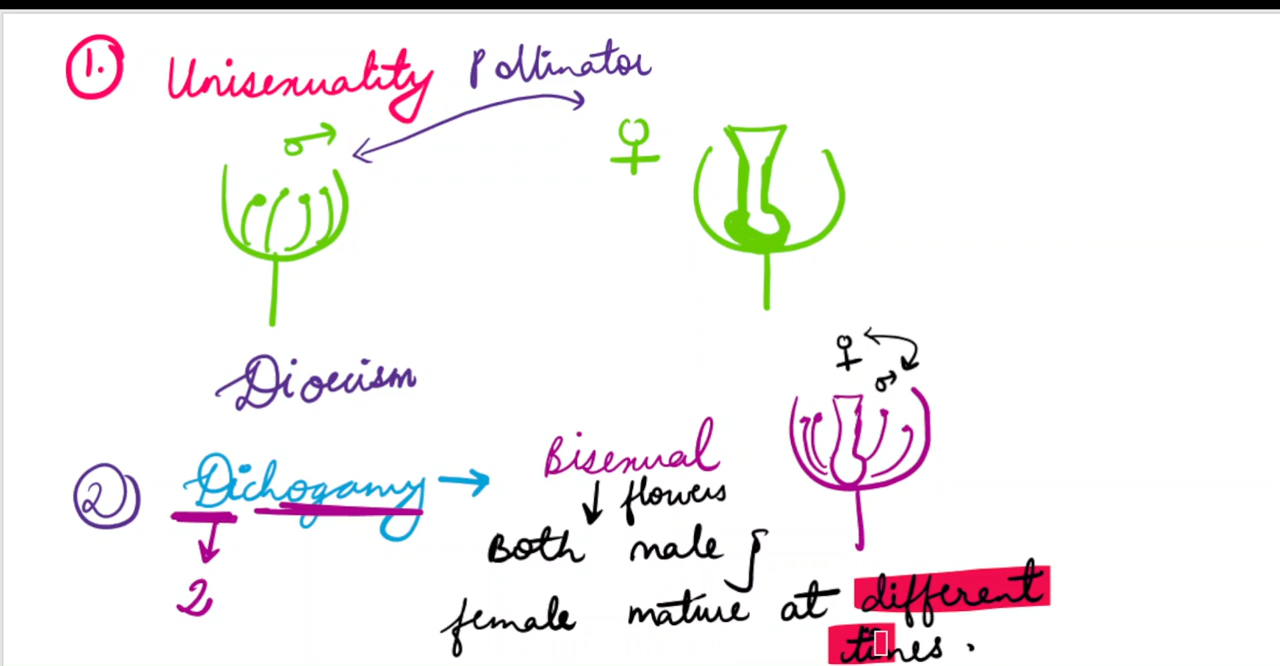 1. Unisexuality Pollinator
♂ ♀
Dioecism
♀
♂
2 Dichogamy → Bisexual
flowers
2
Both male
female mature at different
times.